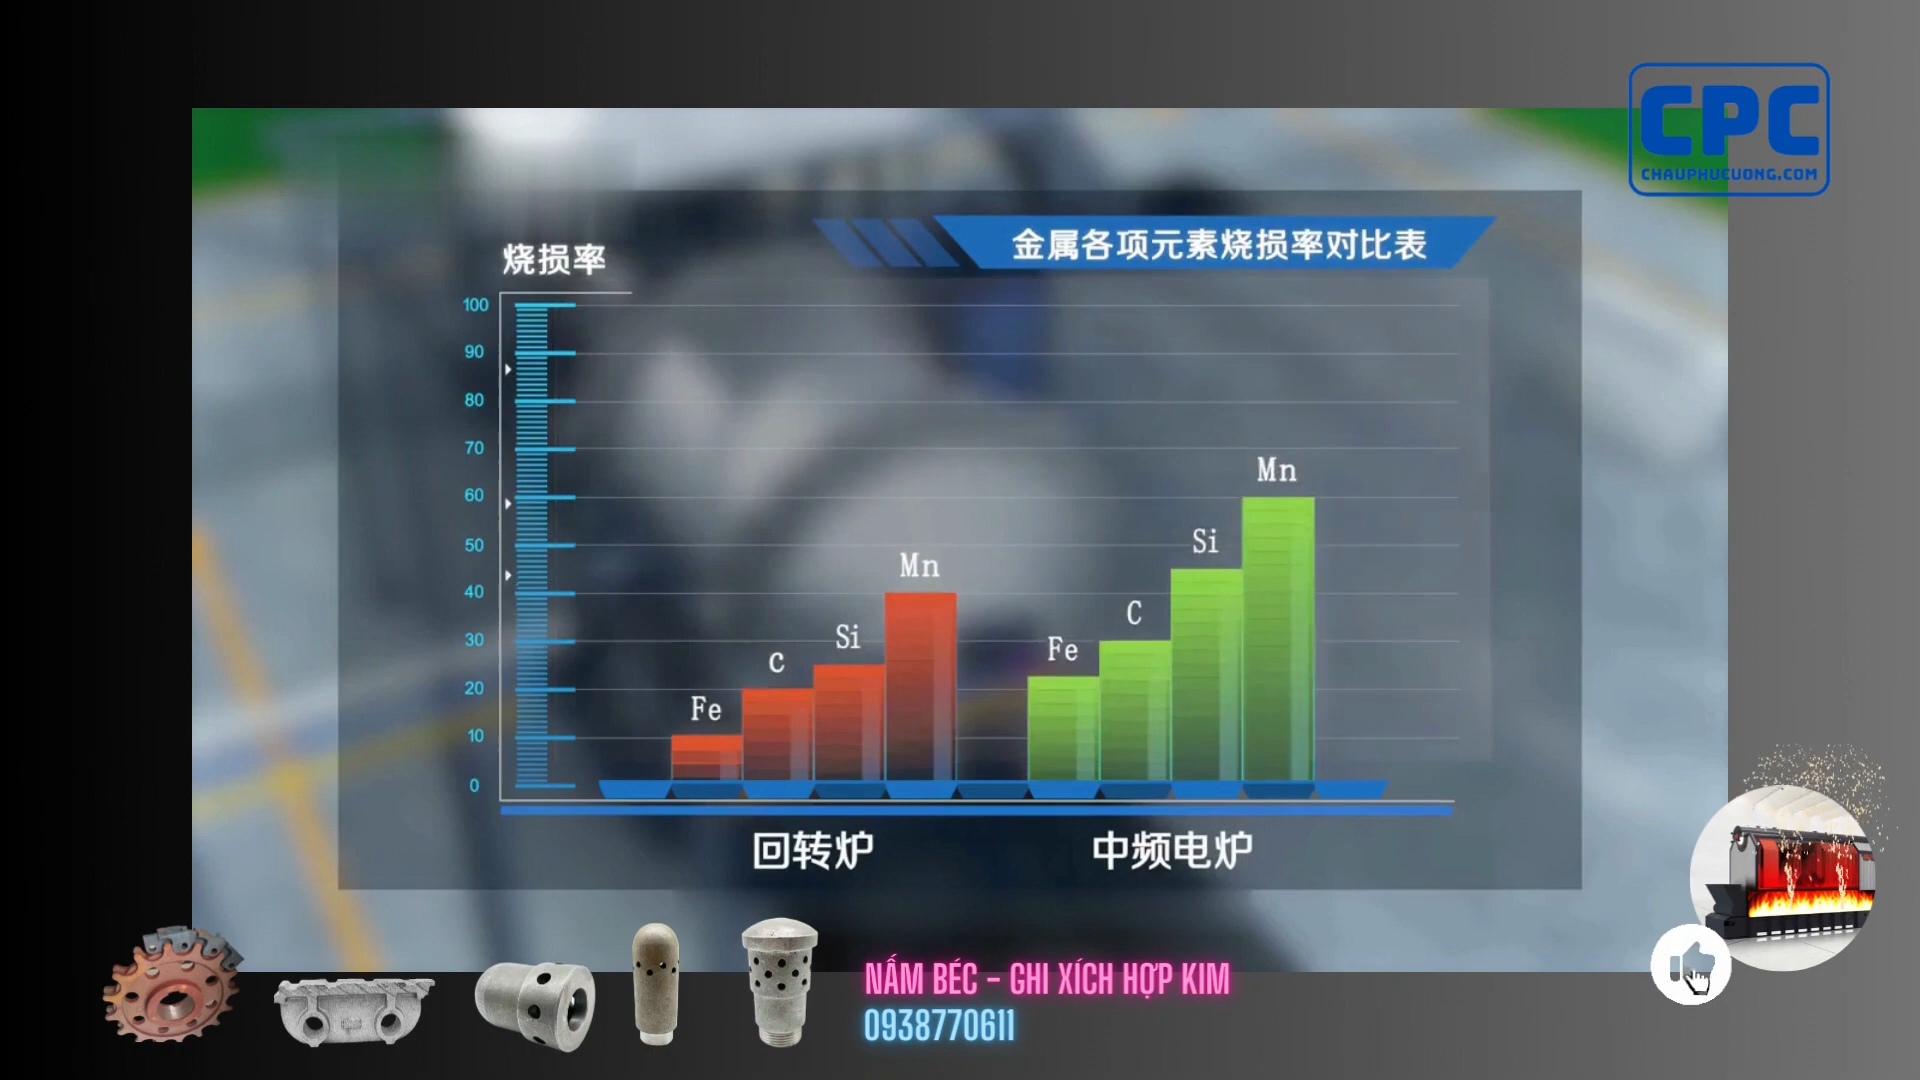 CPC
CHAUPHUCUONG.COM
金属各项元素烧损率对比表
烧损率
100
90
80
70
60
50
40
30
20
10
0
Fe
C
Si
Mn
Fe
C
Si
Mn
回转炉
中频电炉
NẤM BÉC – GHI XÍCH HỢP KIM
0938770611